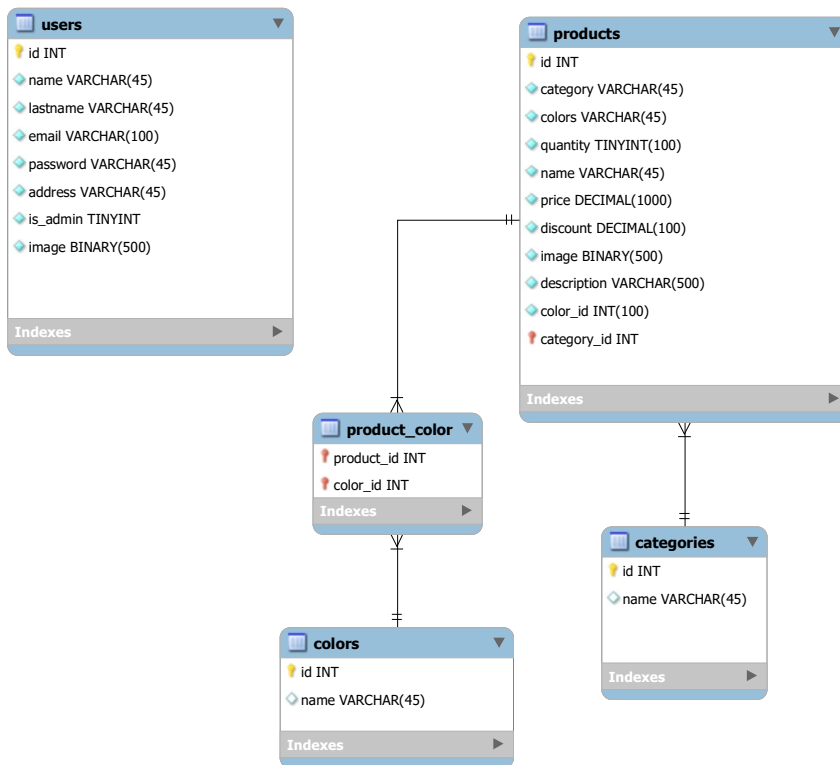 users
id INT
name VARCHAR(45)
lastname VARCHAR(45)
email VARCHAR(100)
password VARCHAR(45)
address VARCHAR(45)
is_admin TINYINT
image BINARY(500)
Indexes
products
id INT
category VARCHAR(45)
colors VARCHAR(45)
quantity TINYINT(100)
name VARCHAR(45)
price DECIMAL(1000)
discount DECIMAL(100)
image BINARY(500)
description VARCHAR(500)
color_id INT(100)
category_id INT
Indexes
product_color
product_id INT
color_id INT
Indexes
categories
id INT
name VARCHAR(45)
Indexes
colors
id INT
name VARCHAR(45)
Indexes